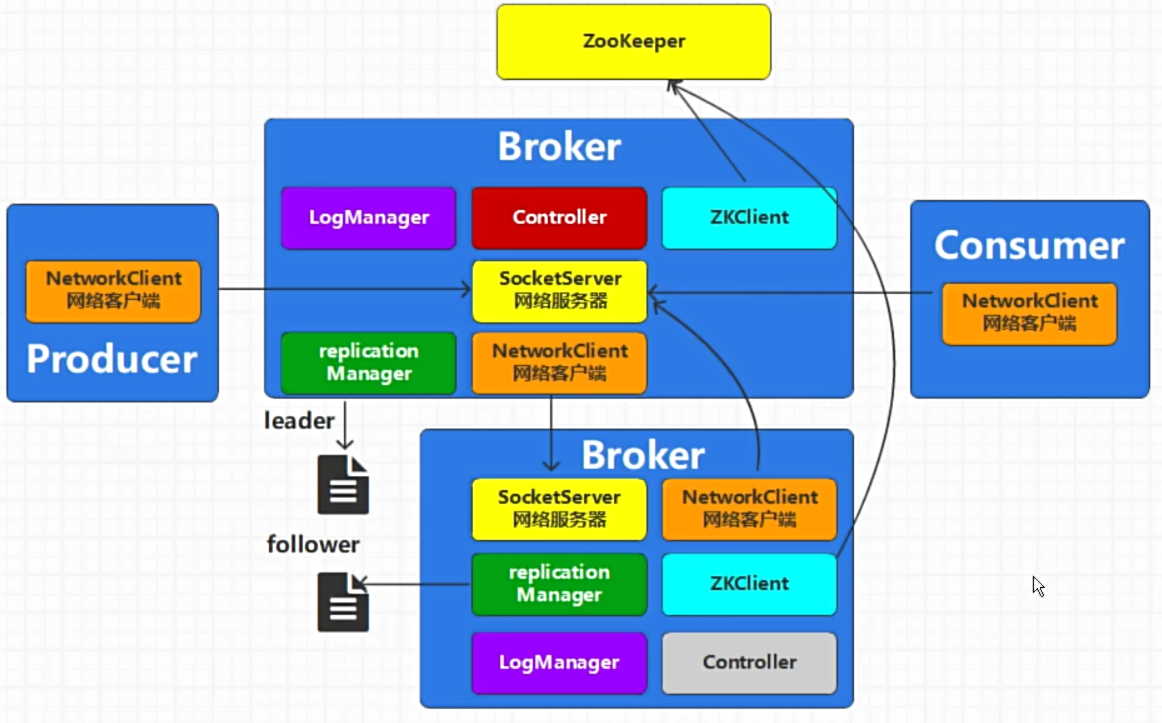 ZooKeeper
Broker
LogManager
Controller
ZKClient
NetworkClient
网络客户端
Producer
SocketServer
网络服务器
Consumer
NetworkClient
网络客户端
replication
Manager
NetworkClient
网络客户端
leader
Broker
SocketServer
网络服务器
NetworkClient
网络客户端
follower
replication
Manager
ZKClient
LogManager
Controller